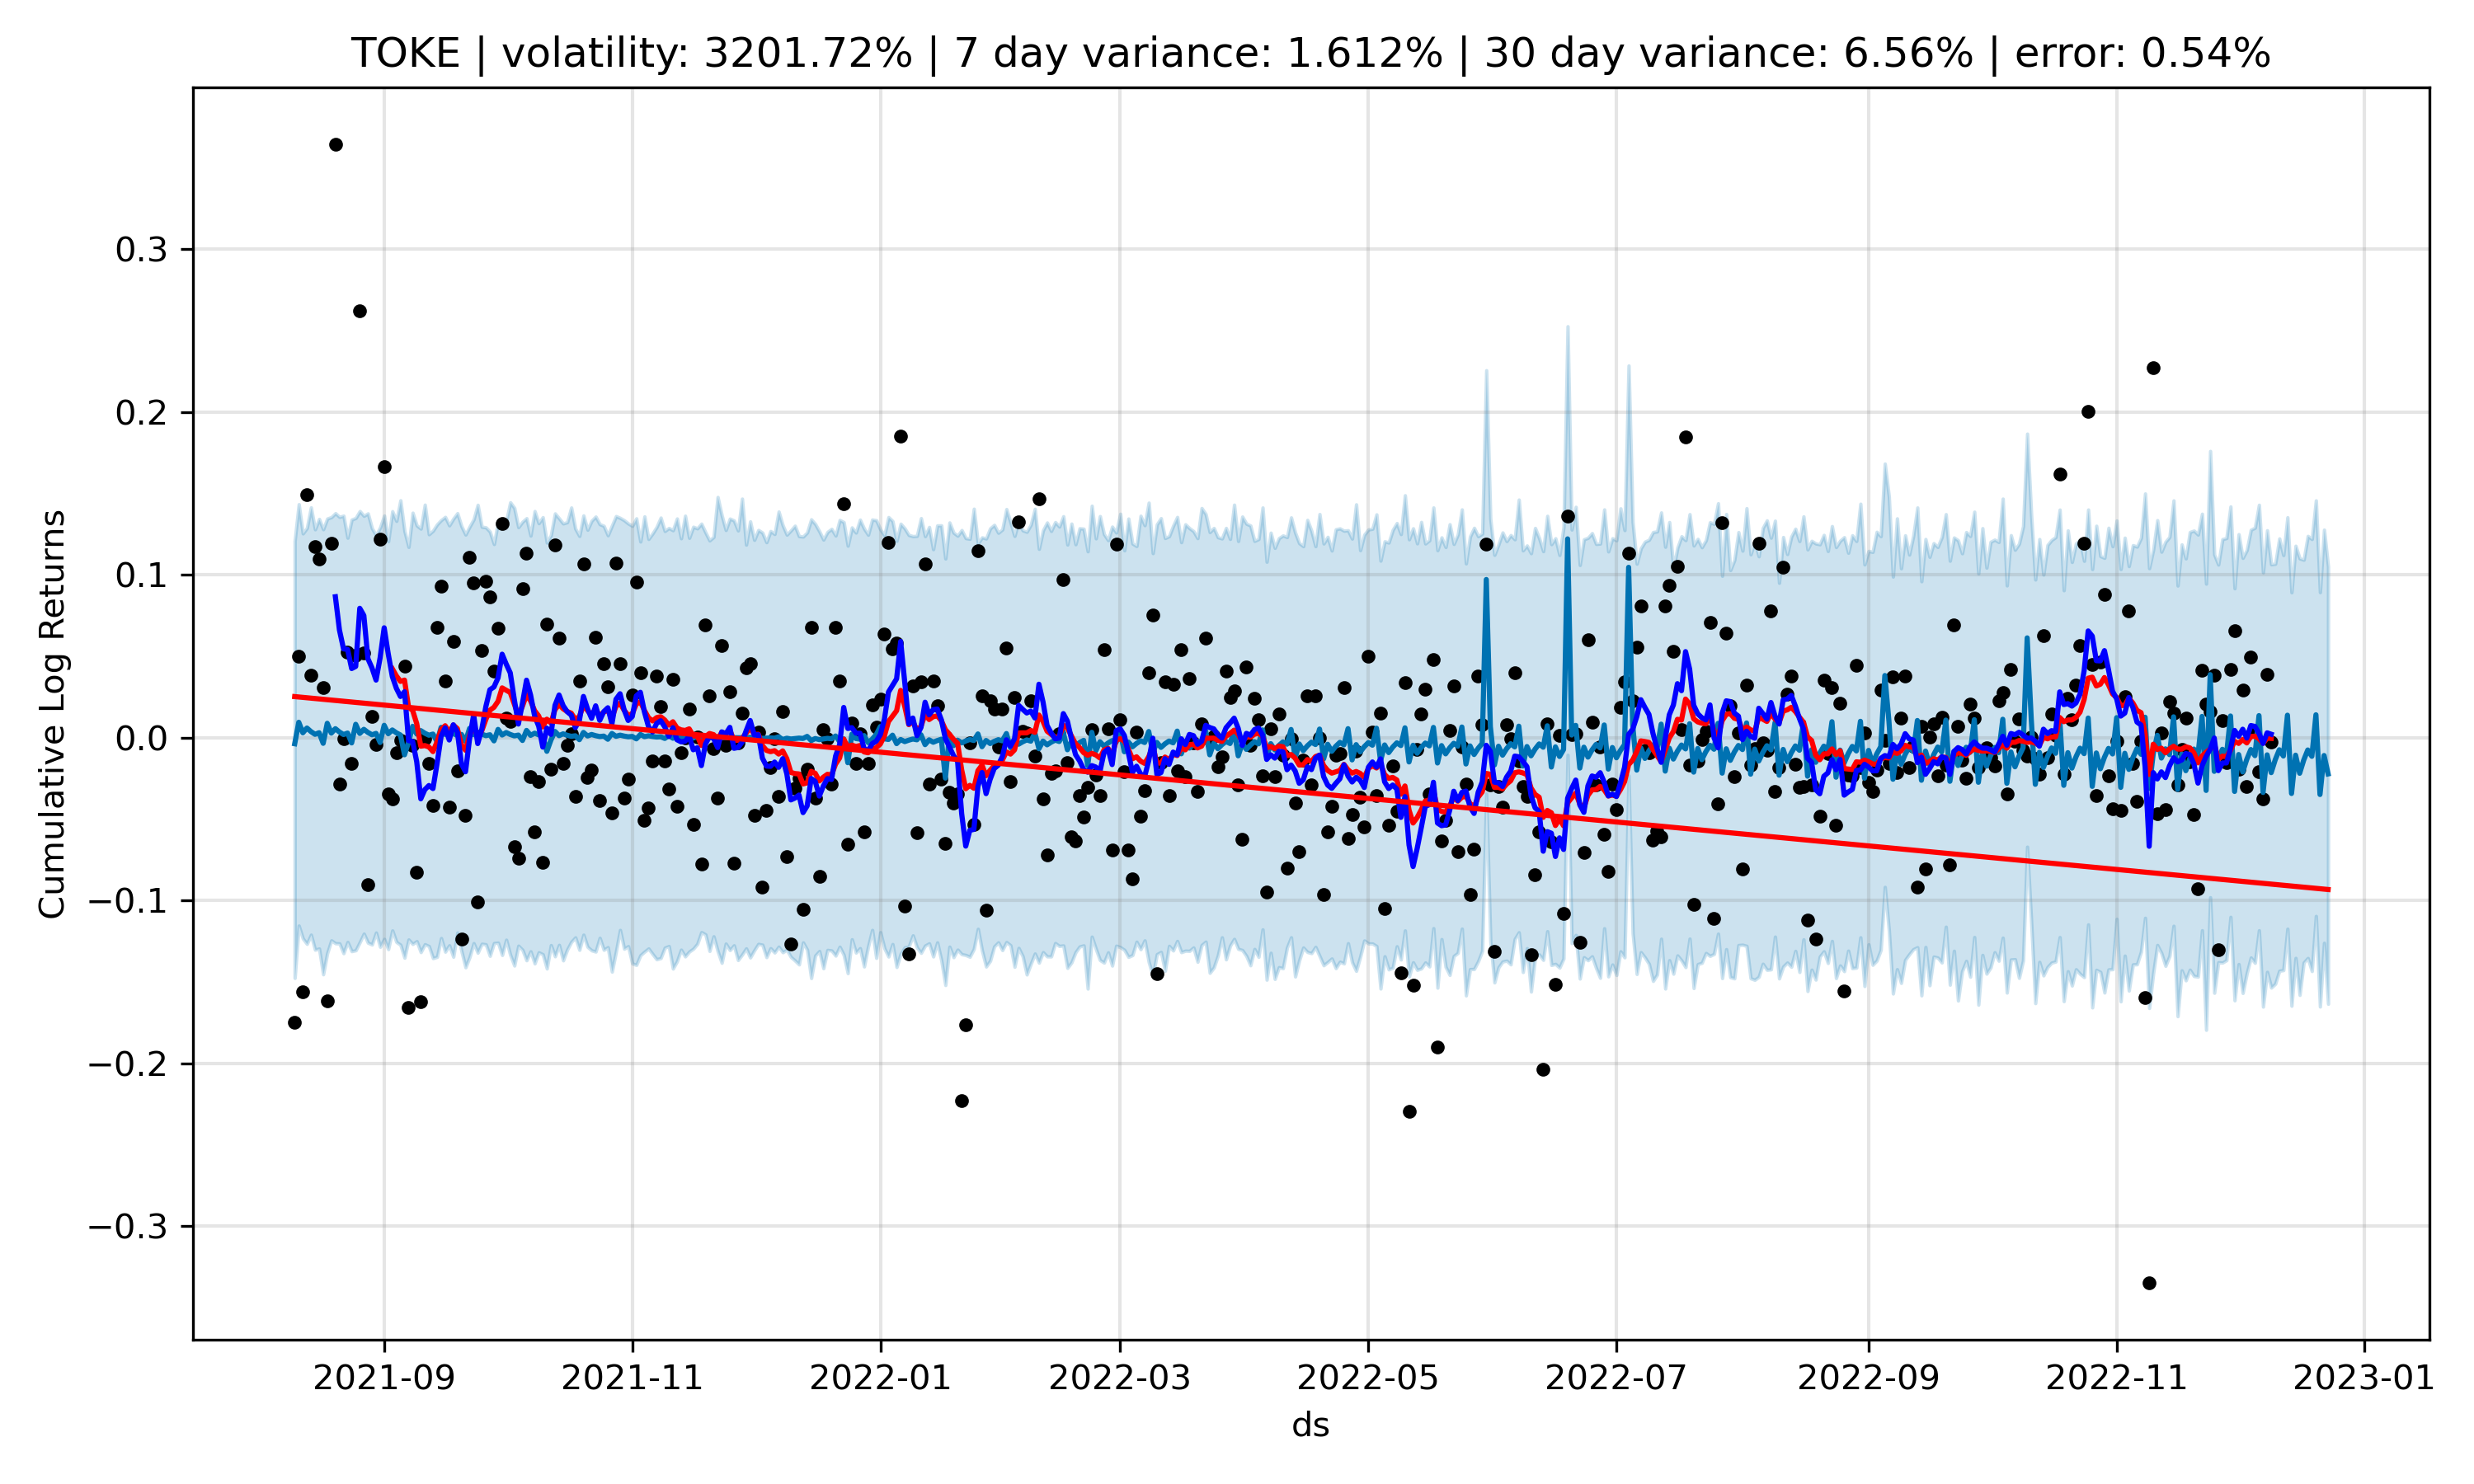 TOKE | volatility: 3201.72% | 7 day variance: 1.612% | 30 day variance: 6.56% | error: 0.54%
Cumulative Log Returns
0.3
0.2
0.1
0.0
−0.1
−0.2
−0.3
2021-09 2021-11 2022-01 2022-03 2022-05 2022-07 2022-09 2022-11 2023-01
ds